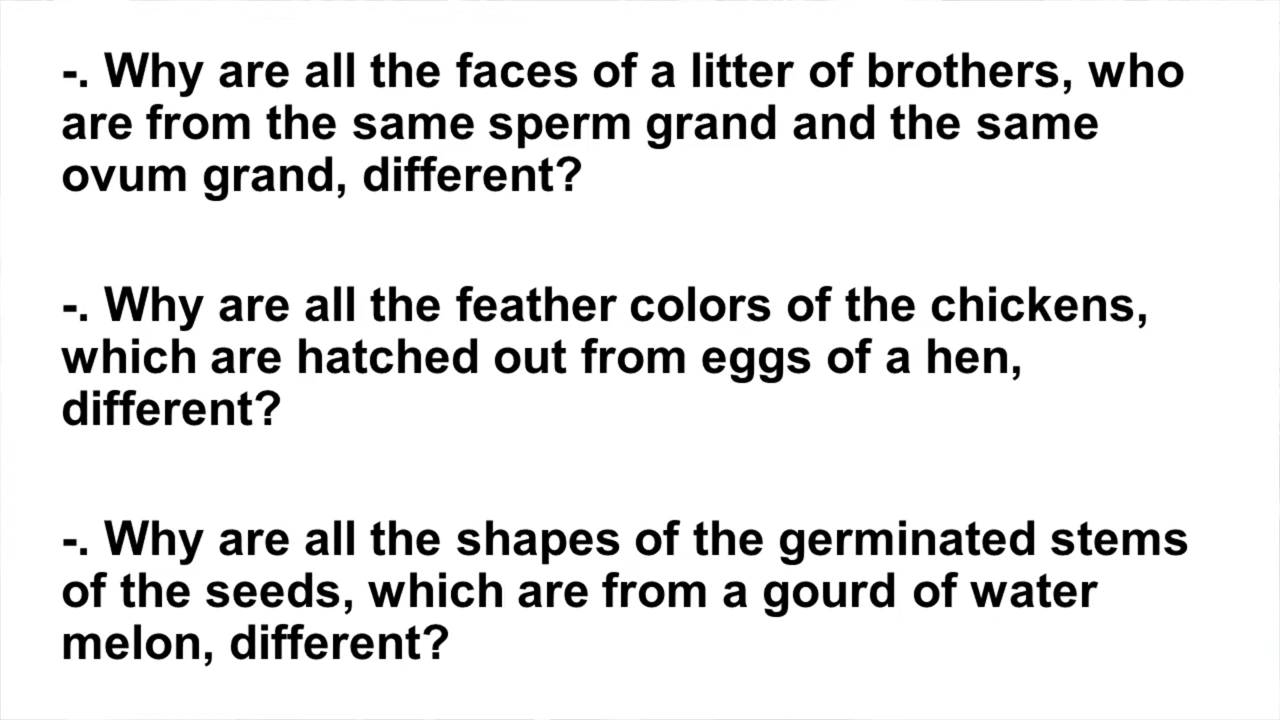 -. Why are all the faces of a litter of brothers, who
are from the same sperm grand and the same
ovum grand, different?
-. Why are all the feather colors of the chickens,
which are hatched out from eggs of a hen,
different?
-. Why are all the shapes of the germinated stems
of the seeds, which are from a gourd of water
melon, different?